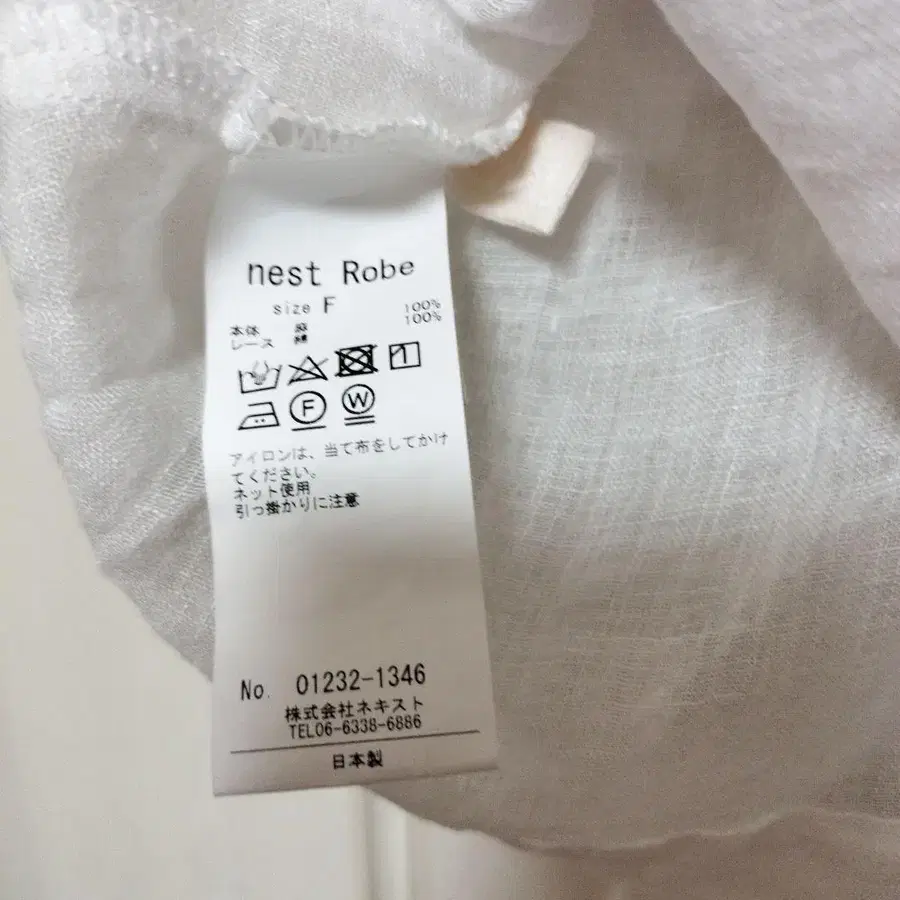 nest Robe
size F
本体 麻 100%
レース 綿 100%
F W
アイロンは、当て布をしてかけ
てください。
ネット使用
引っ掛かりに注意
No. 01232-1346
株式会社ネキスト
TEL06-6338-6886
日本製